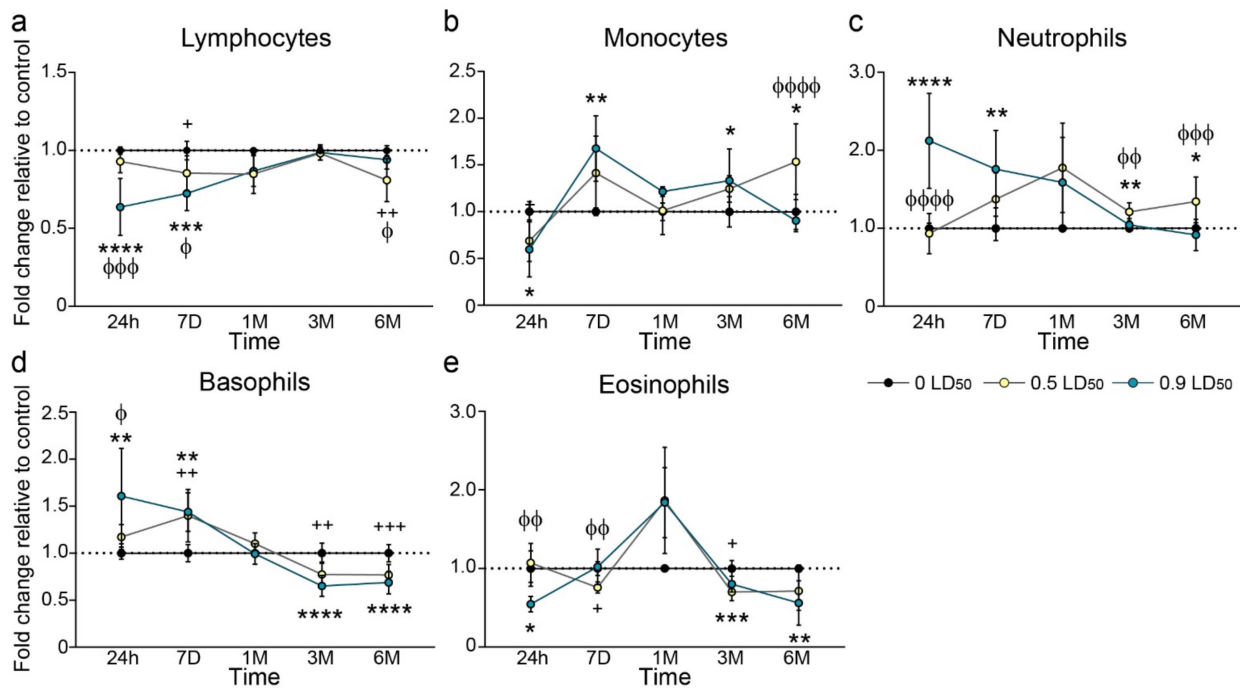 a
Lymphocytes
Fold change relative to control
1.5
1.0
0.5
0
+
****
ϕϕϕ
***
ϕ
++
ϕ
24h 7D 1M 3M 6M
Time
b
Monocytes
2.5
2.0
1.5
1.0
0.5
0
*
**
*
ϕϕϕϕ
*
24h 7D 1M 3M 6M
Time
c
Neutrophils
3.0
2.0
1.0
0
****
ϕϕϕϕ
**
ϕϕ
**
ϕϕϕ
*
24h 7D 1M 3M 6M
Time
d
Basophils
Fold change relative to control
2.5
2.0
1.5
1.0
0.5
0
ϕ
**
**
++
++
****
+++
****
24h 7D 1M 3M 6M
Time
e
Eosinophils
3.0
2.0
1.0
0
ϕϕ
*
ϕϕ
+
+
***
**
24h 7D 1M 3M 6M
Time
0 LD50 0.5 LD50 0.9 LD50